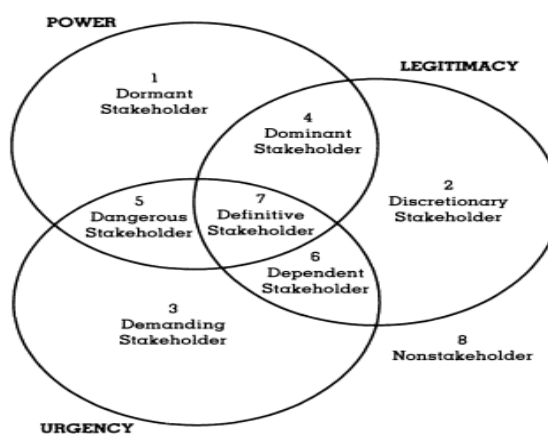 POWER
LEGITIMACY
1
Dormant
Stakeholder
4
Dominant
Stakeholder
2
Discretionary
Stakeholder
5
Dangerous
Stakeholder
7
Definitive
Stakeholder
6
Dependent
Stakeholder
3
Demanding
Stakeholder
8
Nonstakeholder
URGENCY